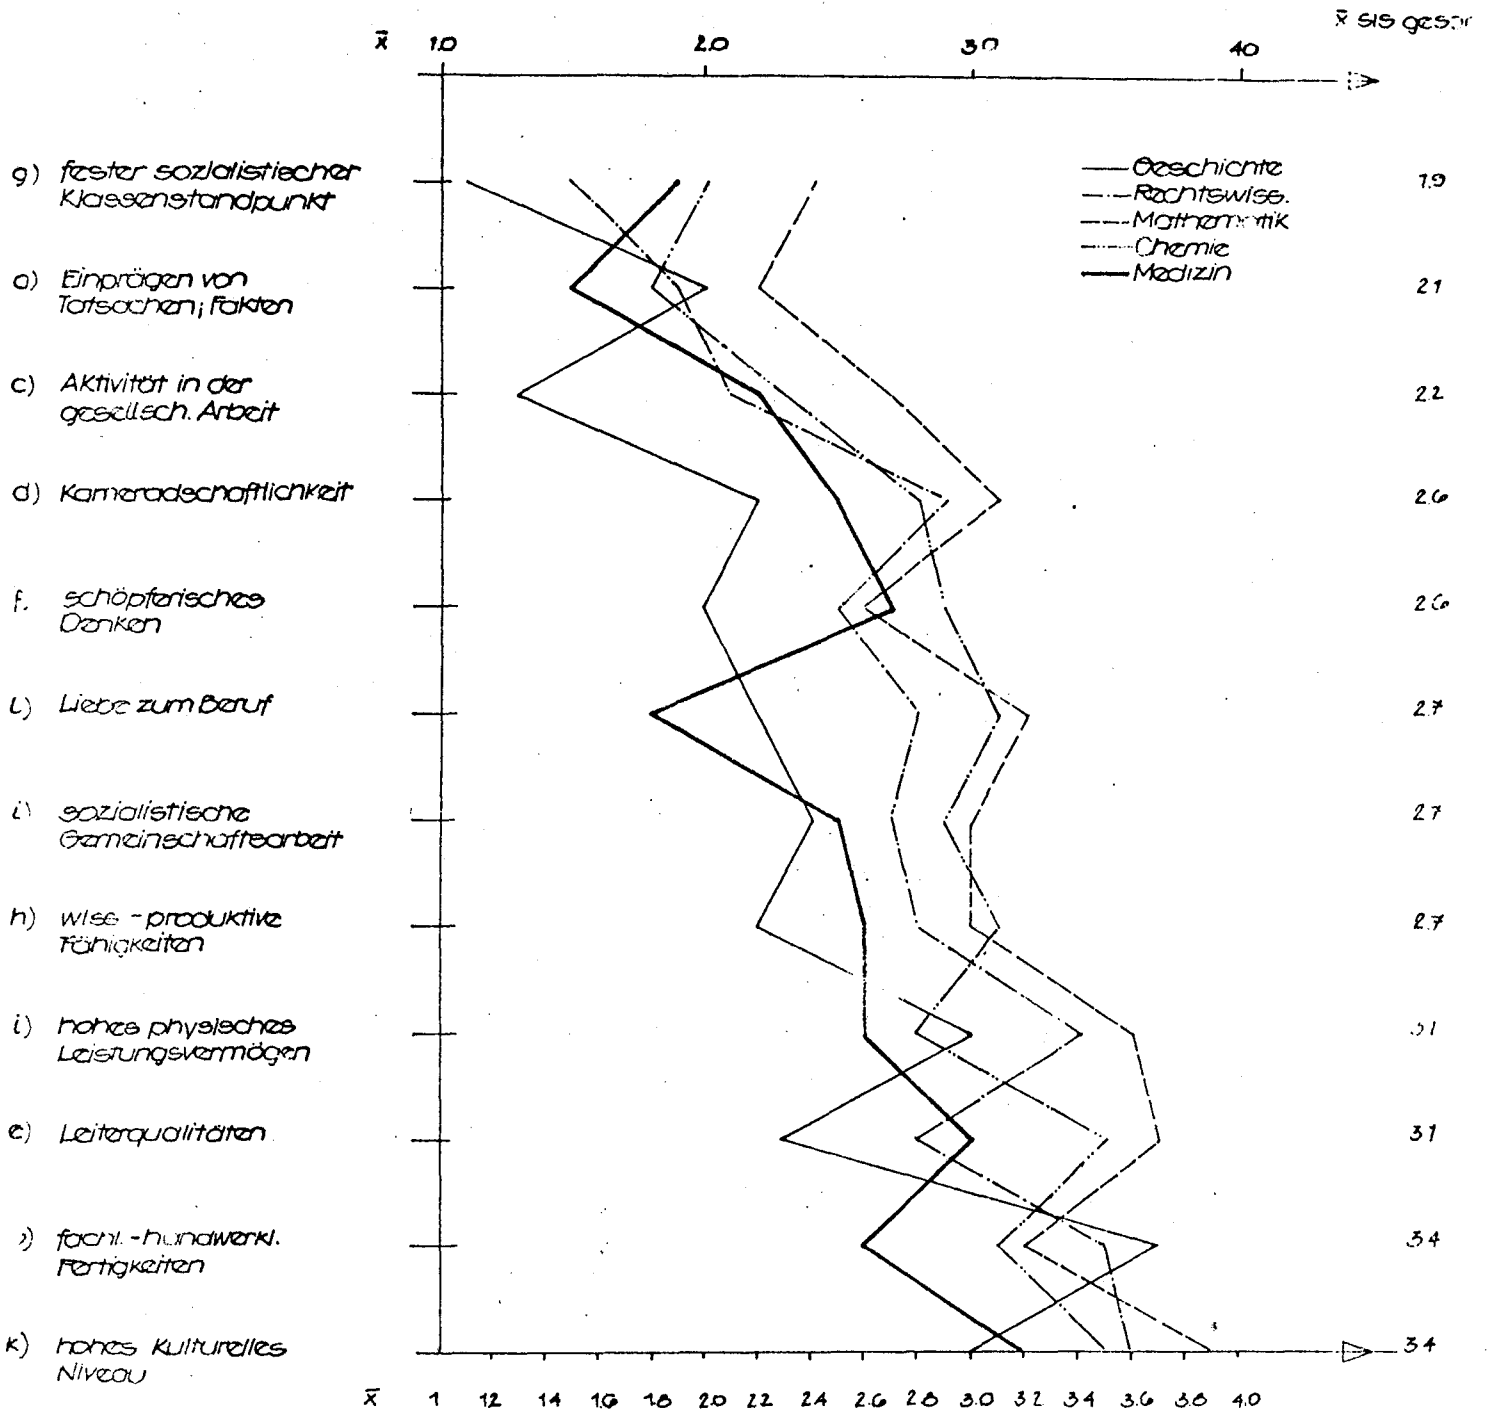 x̄ sis ges
x̄ 1.0 2.0 3.0 4.0
Geschichte
Rechtswiss.
Mathematik
Chemie
Medizin
g) fester sozialistischer
Klassenstandpunkt
1.9
a) Einprägen von
Tatsachen; Fakten
2.1
c) Aktivität in der
gesellsch. Arbeit
2.2
d) Kameradschaftlichkeit
2.6
f. schöpferisches
Denken
2.6
l) Liebe zum Beruf
2.7
i) sozialistische
Gemeinschaftsarbeit
2.7
h) wiss - produktive
Fähigkeiten
2.7
i) hohes physisches
Leistungsvermögen
3.1
e) Leiterqualitäten
3.1
fachl. - handwerkl.
Fertigkeiten
3.4
k) hohes kulturelles
Niveau
3.4
x̄ 1 1.2 1.4 1.6 1.8 2.0 2.2 2.4 2.6 2.8 3.0 3.2 3.4 3.6 3.8 4.0